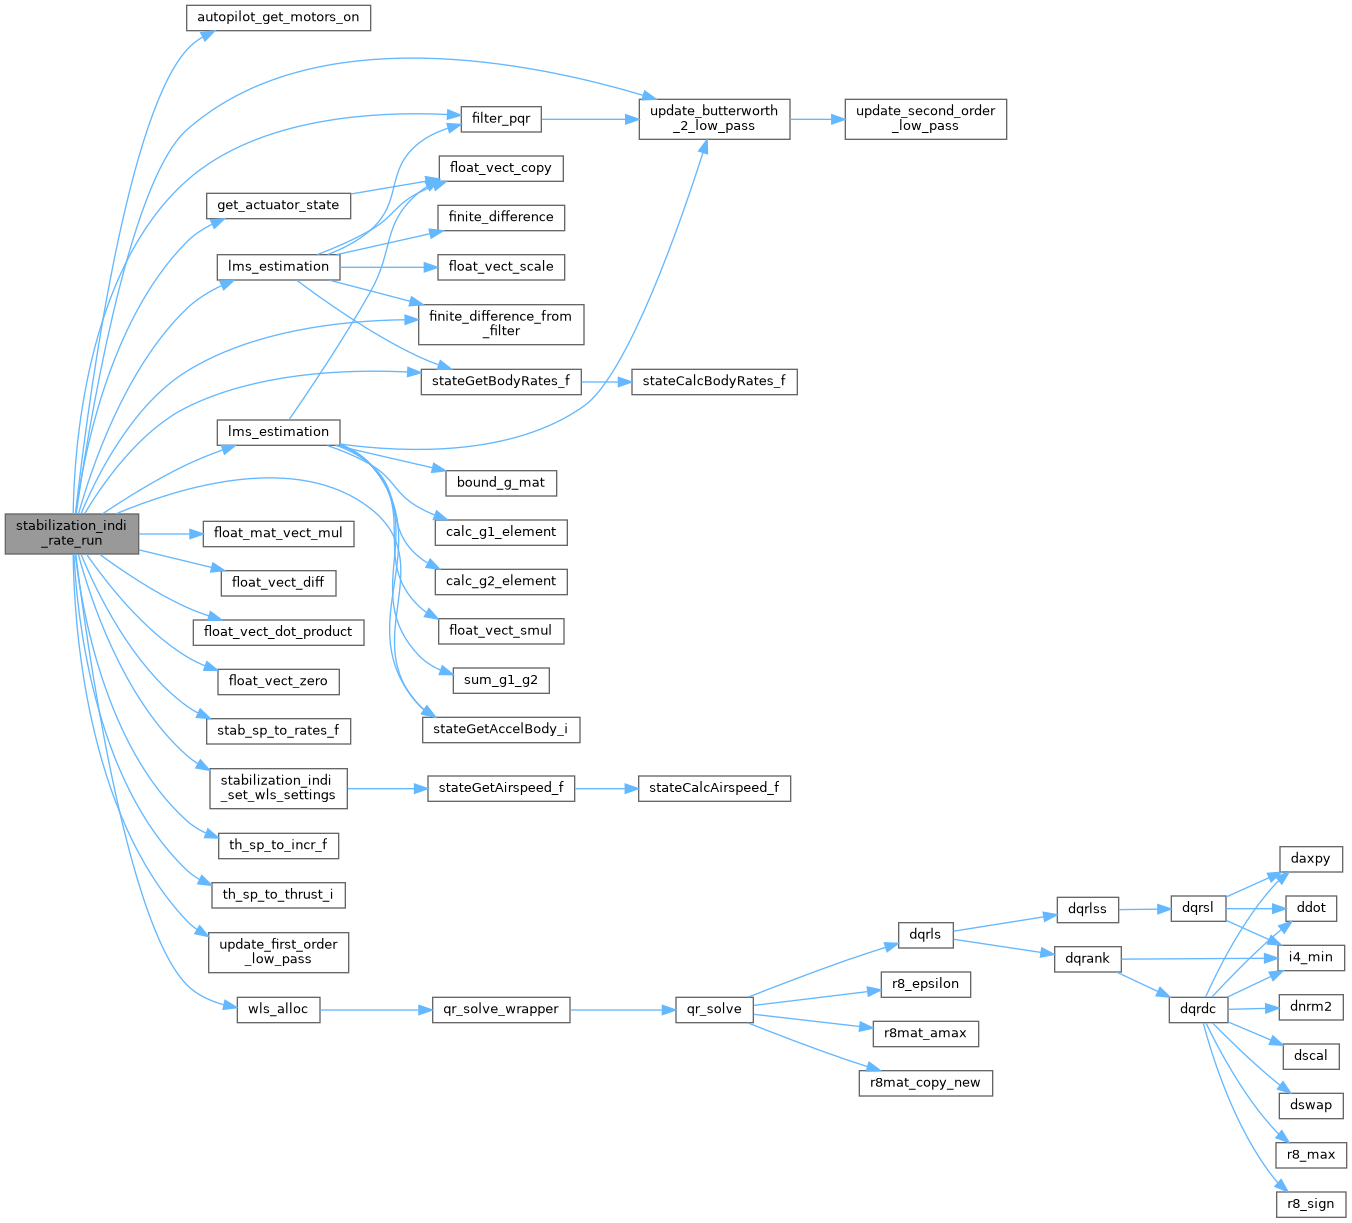 autopilot_get_motors_on
update_butterworth
_2_low_pass
update_second_order
_low_pass
filter_pqr
float_vect_copy
get_actuator_state
finite_difference
lms_estimation
float_vect_scale
finite_difference_from
_filter
stateGetBodyRates_f
stateCalcBodyRates_f
lms_estimation
bound_g_mat
stabilization_indi
_rate_run
float_mat_vect_mul
calc_g1_element
float_vect_diff
calc_g2_element
float_vect_dot_product
float_vect_smul
float_vect_zero
sum_g1_g2
stab_sp_to_rates_f
stateGetAccelBody_i
stabilization_indi
_set_wls_settings
stateGetAirspeed_f
stateCalcAirspeed_f
th_sp_to_incr_f
th_sp_to_thrust_i
update_first_order
_low_pass
wls_alloc
qr_solve_wrapper
qr_solve
dqrls
r8_epsilon
r8mat_amax
r8mat_copy_new
dqrlss
dqrank
dqrsl
dqrdc
daxpy
ddot
i4_min
dnrm2
dscal
dswap
r8_max
r8_sign